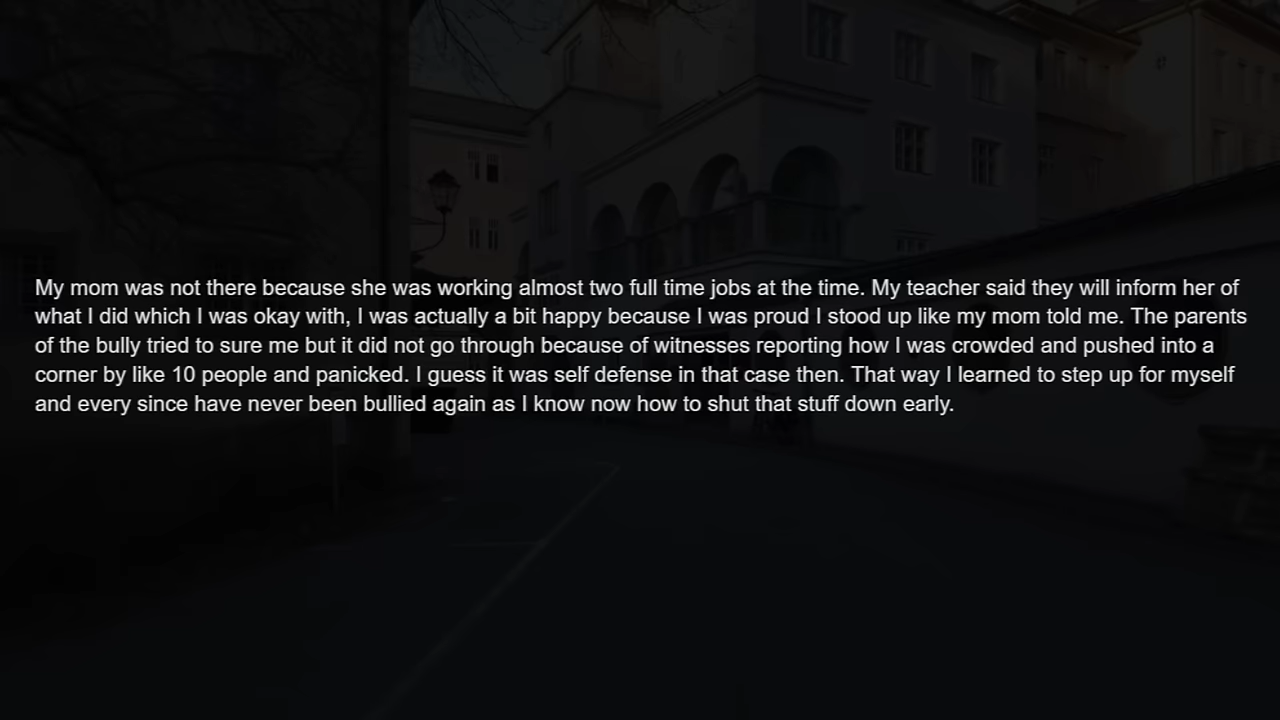 My mom was not there because she was working almost two full time jobs at the time. My teacher said they will inform her of
what I did which I was okay with, I was actually a bit happy because I was proud I stood up like my mom told me. The parents
of the bully tried to sure me but it did not go through because of witnesses reporting how I was crowded and pushed into a
corner by like 10 people and panicked. I guess it was self defense in that case then. That way I learned to step up for myself
and every since have never been bullied again as I know now how to shut that stuff down early.